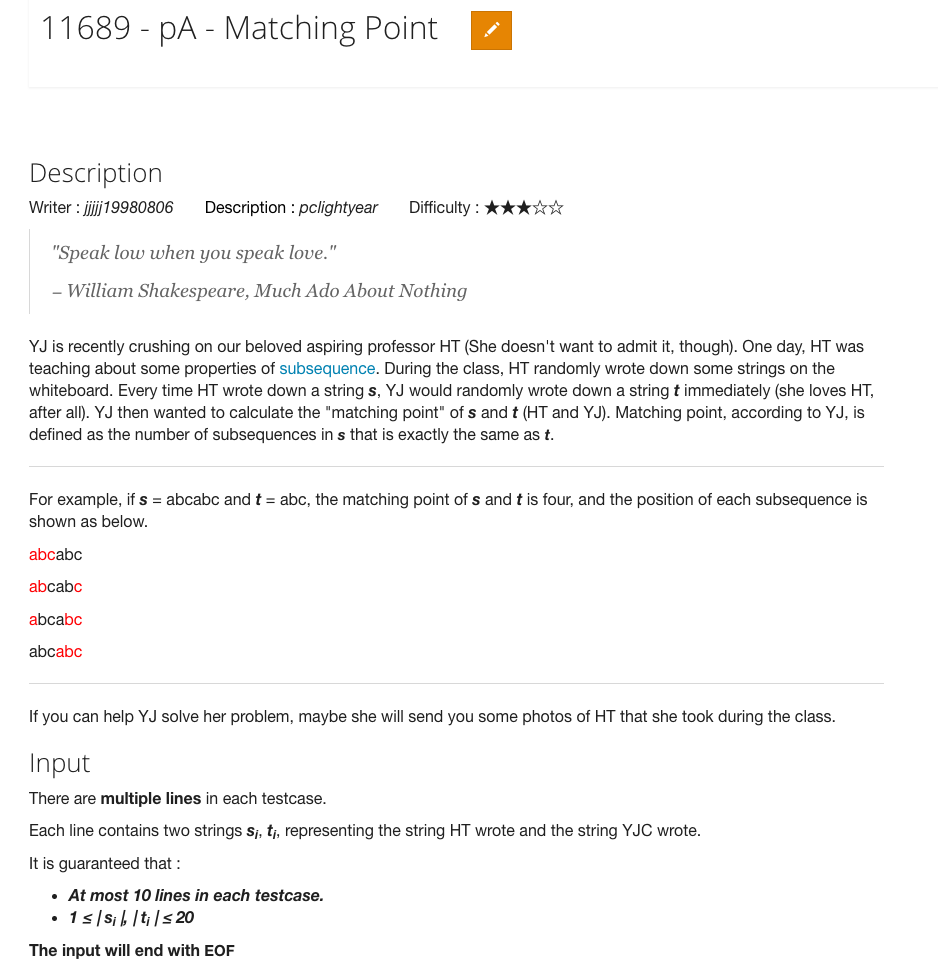 11689 - pA - Matching Point
Description
Writer : jjjjj19980806 Description : pclightyear Difficulty : ★★★☆☆
"Speak low when you speak love."
– William Shakespeare, Much Ado About Nothing
YJ is recently crushing on our beloved aspiring professor HT (She doesn't want to admit it, though). One day, HT was
teaching about some properties of subsequence. During the class, HT randomly wrote down some strings on the
whiteboard. Every time HT wrote down a string s, YJ would randomly wrote down a string t immediately (she loves HT,
after all). YJ then wanted to calculate the "matching point" of s and t (HT and YJ). Matching point, according to YJ, is
defined as the number of subsequences in s that is exactly the same as t.
For example, if s = abcabc and t = abc, the matching point of s and t is four, and the position of each subsequence is
shown as below.
abcabc
abcabc
abcabc
abcabc
If you can help YJ solve her problem, maybe she will send you some photos of HT that she took during the class.
Input
There are multiple lines in each testcase.
Each line contains two strings si, ti, representing the string HT wrote and the string YJC wrote.
It is guaranteed that :
• At most 10 lines in each testcase.
• 1 ≤ | si |, | ti | ≤ 20
The input will end with EOF